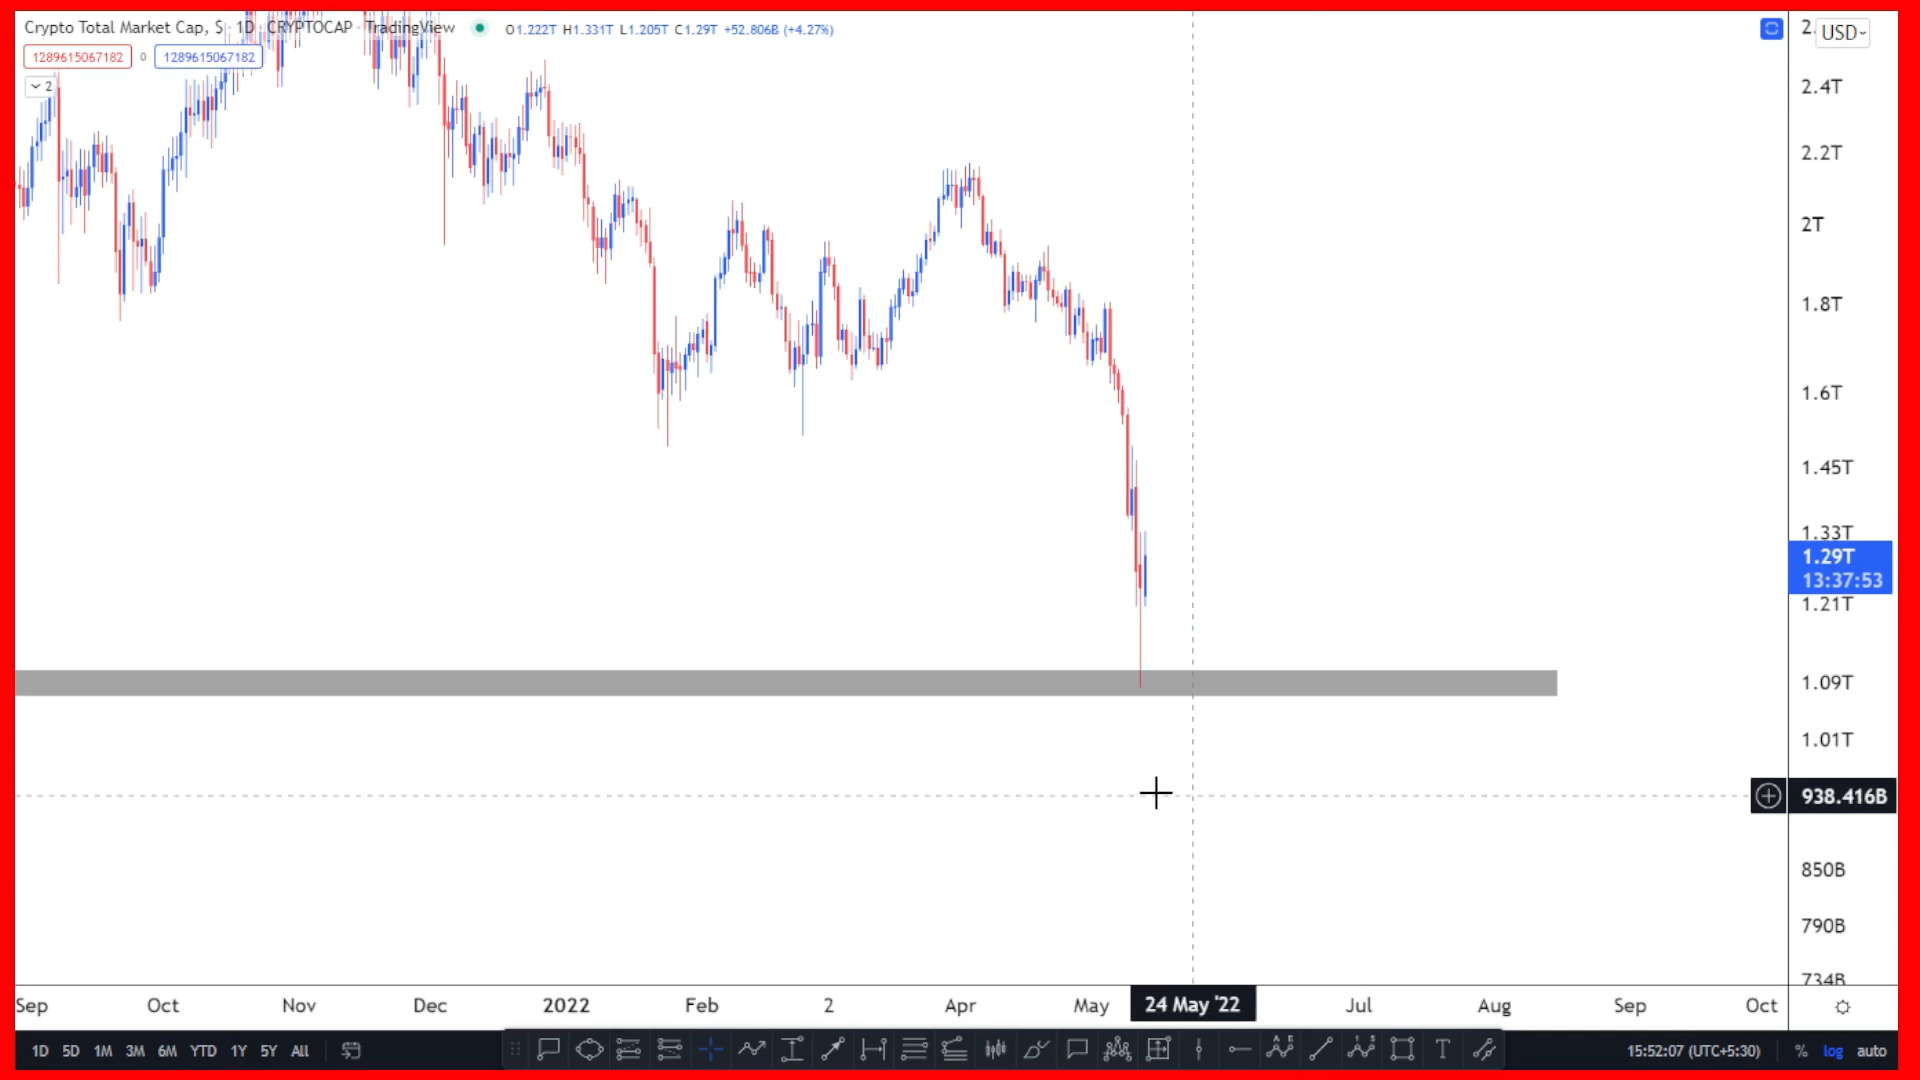 Crypto Total Market Cap, $ · 1D · CRYPTOCAP · TradingView O1.222T H1.331T L1.205T C1.29T +52.806B (+4.27%)
1289615067182 0 1289615067182
2
USD
2.4T
2.2T
2T
1.8T
1.6T
1.45T
1.33T
1.29T
13:37:53
1.21T
1.09T
1.01T
938.416B
850B
790B
734B
Sep Oct Nov Dec 2022 Feb 2 Apr May 24 May '22 Jul Aug Sep Oct
1D 5D 1M 3M 6M YTD 1Y 5Y All 15:52:07 (UTC+5:30) % log auto